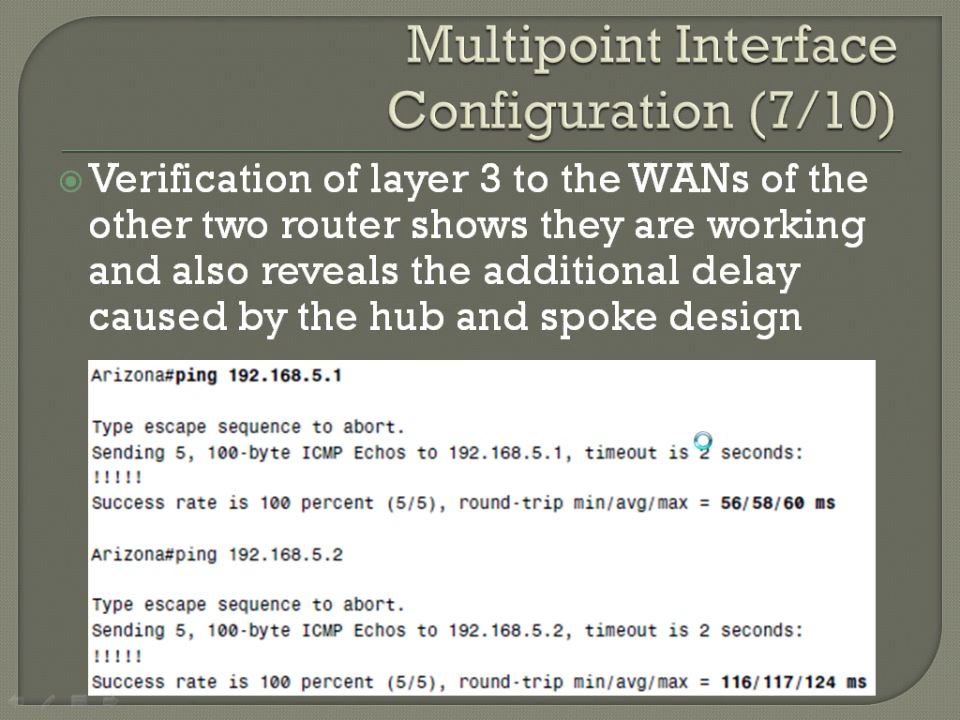 Multipoint Interface
Configuration (7/10)
Verification of layer 3 to the WANs of the
other two router shows they are working
and also reveals the additional delay
caused by the hub and spoke design
Arizona#ping 192.168.5.1
Type escape sequence to abort.
Sending 5, 100-byte ICMP Echos to 192.168.5.1, timeout is 2 seconds:
!!!!!
Success rate is 100 percent (5/5), round-trip min/avg/max = 56/58/60 ms
Arizona#ping 192.168.5.2
Type escape sequence to abort.
Sending 5, 100-byte ICMP Echos to 192.168.5.2, timeout is 2 seconds:
!!!!!
Success rate is 100 percent (5/5), round-trip min/avg/max = 116/117/124 ms